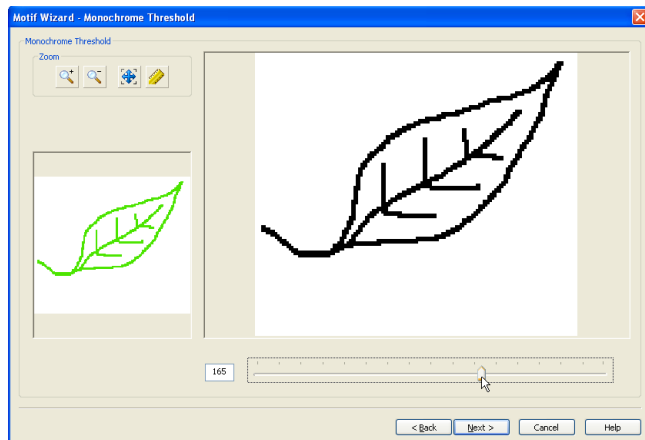 Motif Wizard - Monochrome Threshold
Monochrome Threshold
Zoom
165
< Back
Next >
Cancel
Help